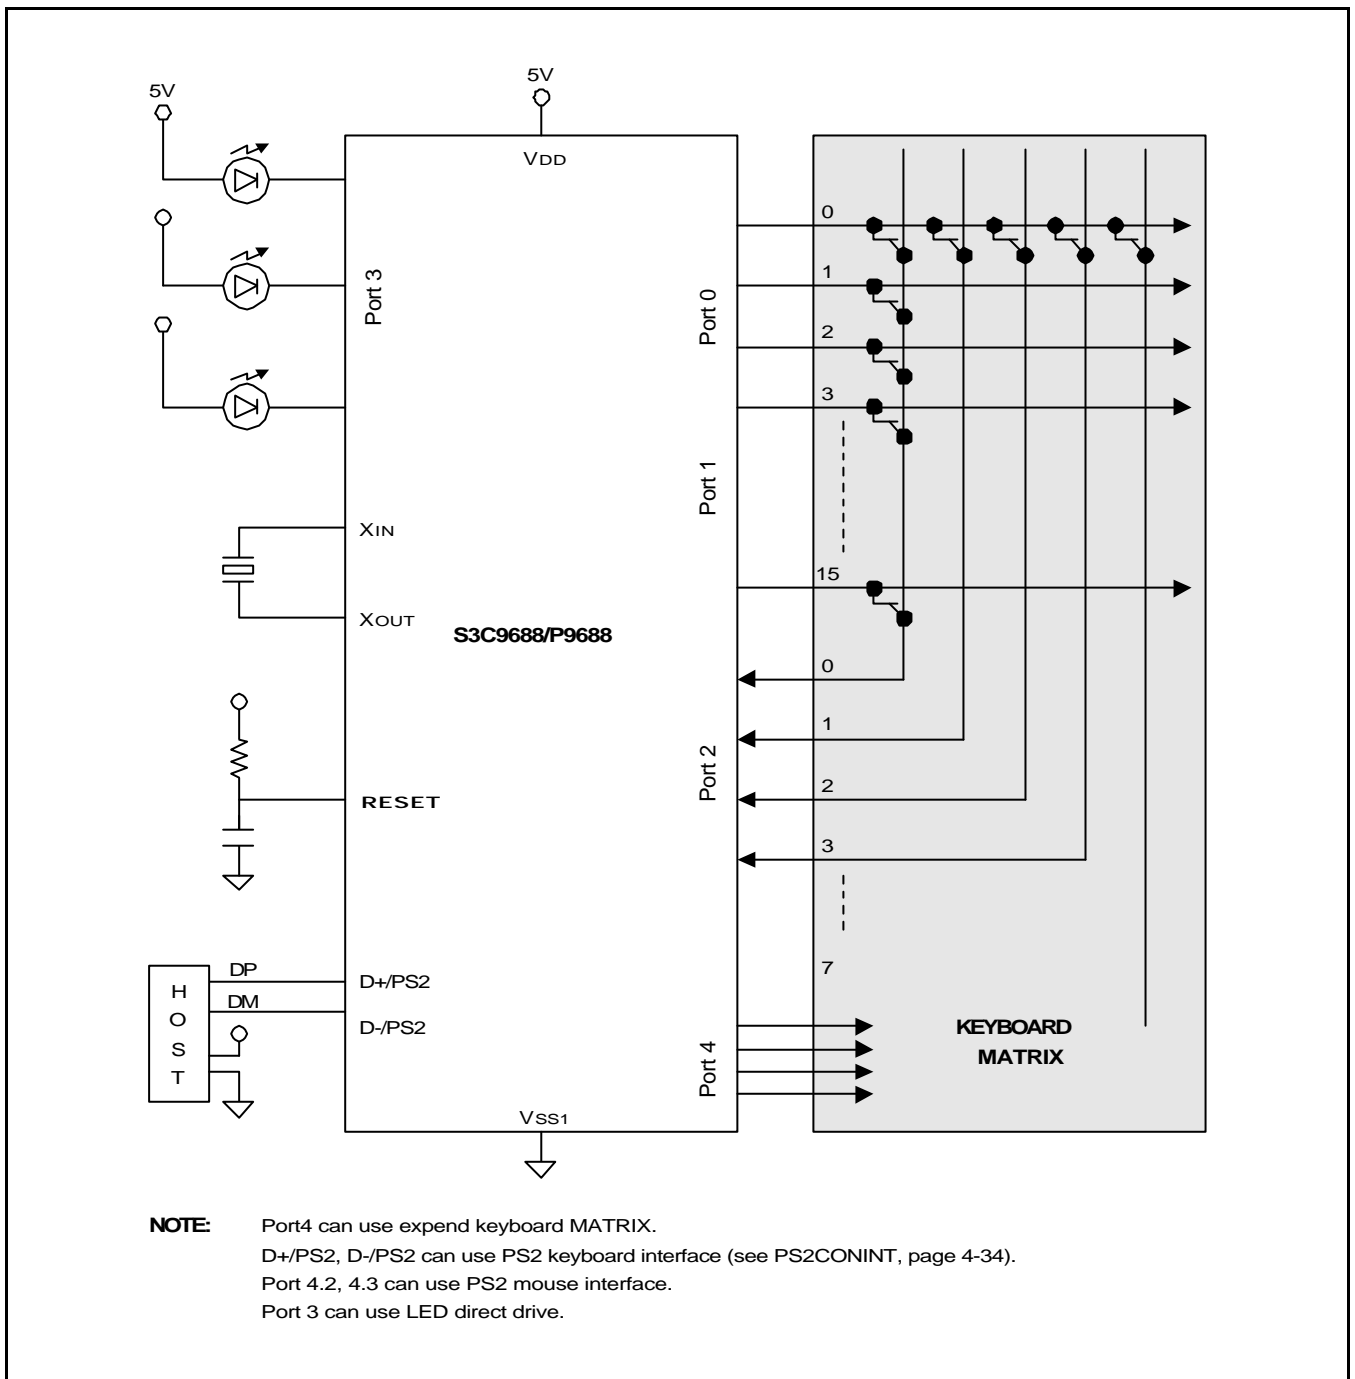 5V
5V
VDD
Port 3
Port 0
0
1
2
3
Port 1
15
XIN
XOUT
S3C9688/P9688
0
1
Port 2
2
3
RESET
7
HOST
DP
DM
D+/PS2
D-/PS2
Port 4
KEYBOARD
MATRIX
VSS1
NOTE: Port4 can use expend keyboard MATRIX.
D+/PS2, D-/PS2 can use PS2 keyboard interface (see PS2CONINT, page 4-34).
Port 4.2, 4.3 can use PS2 mouse interface.
Port 3 can use LED direct drive.